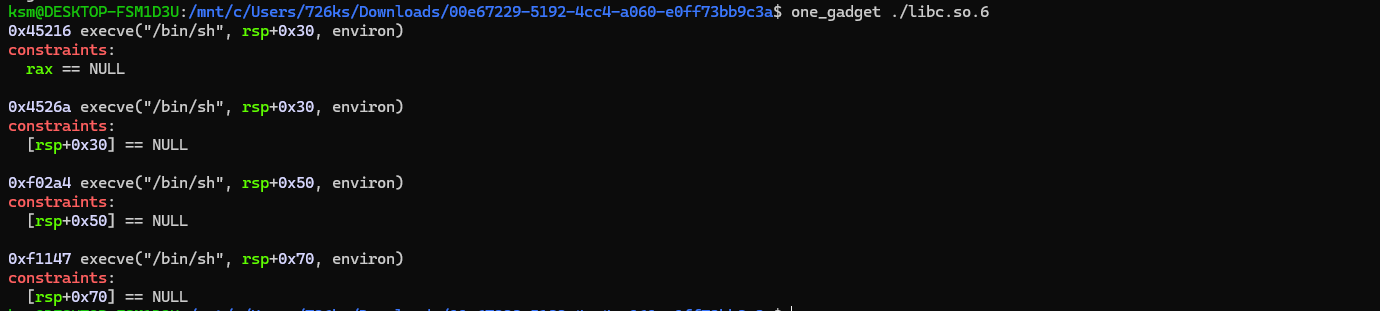 ksm@DESKTOP-FSM1D3U:/mnt/c/Users/726ks/Downloads/00e67229-5192-4cc4-a060-e0ff73bb9c3a$ one_gadget ./libc.so.6
0x45216 execve("/bin/sh", rsp+0x30, environ)
constraints:
  rax == NULL

0x4526a execve("/bin/sh", rsp+0x30, environ)
constraints:
  [rsp+0x30] == NULL

0xf02a4 execve("/bin/sh", rsp+0x50, environ)
constraints:
  [rsp+0x50] == NULL

0xf1147 execve("/bin/sh", rsp+0x70, environ)
constraints:
  [rsp+0x70] == NULL